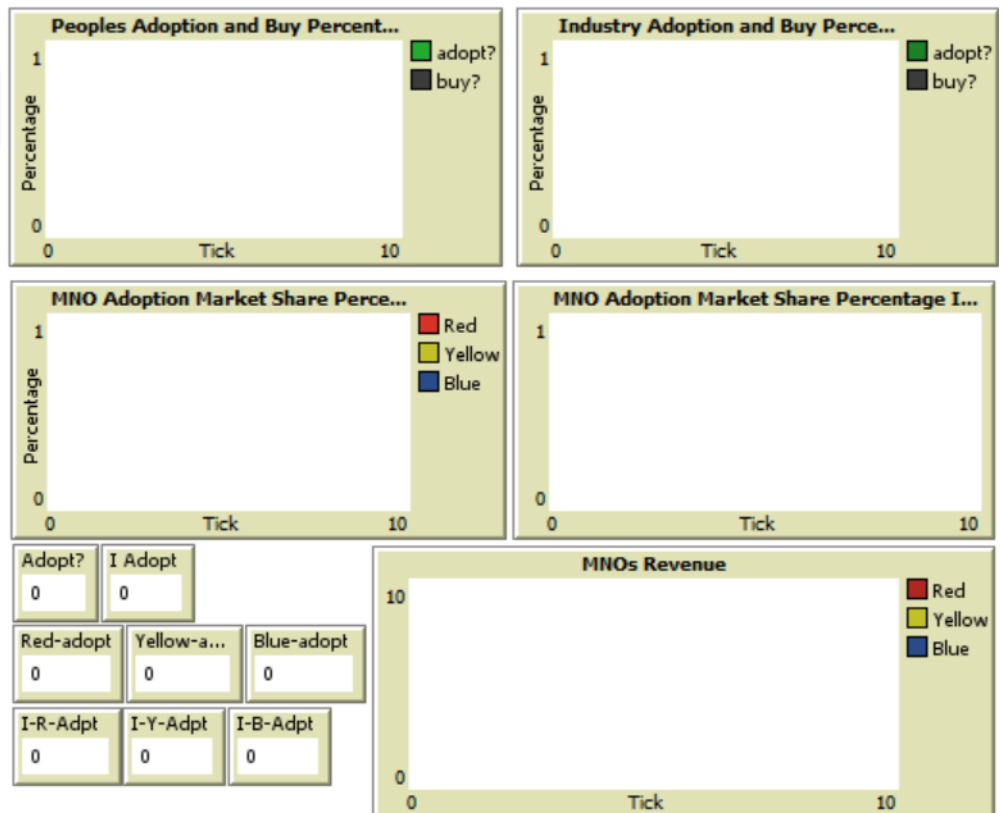 Peoples Adoption and Buy Percent...
1
Percentage
0
0
Tick
10
adopt?
buy?
Industry Adoption and Buy Perce...
1
Percentage
0
0
Tick
10
adopt?
buy?
MNO Adoption Market Share Perce...
1
Percentage
0
0
Tick
10
Red
Yellow
Blue
MNO Adoption Market Share Percentage I...
1
0
0
Tick
10
Adopt?
0
I Adopt
0
Red-adopt
0
Yellow-a...
0
Blue-adopt
0
I-R-Adpt
0
I-Y-Adpt
0
I-B-Adpt
0
MNOs Revenue
10
0
0
Tick
10
Red
Yellow
Blue